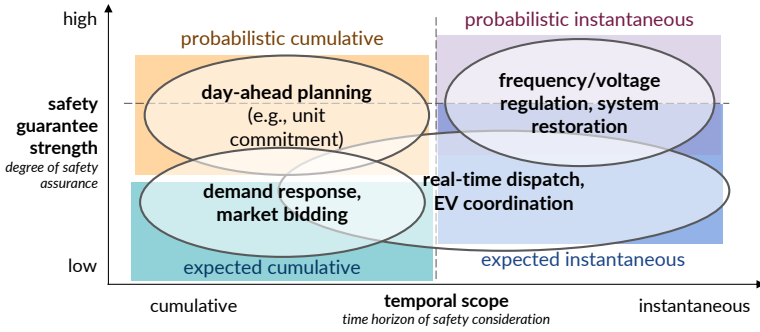 high
probabilistic cumulative
probabilistic instantaneous
safety
guarantee
strength
degree of safety
assurance
day-ahead planning
(e.g., unit
commitment)
frequency/voltage
regulation, system
restoration
demand response,
market bidding
real-time dispatch,
EV coordination
low
expected cumulative
expected instantaneous
cumulative
temporal scope
time horizon of safety consideration
instantaneous